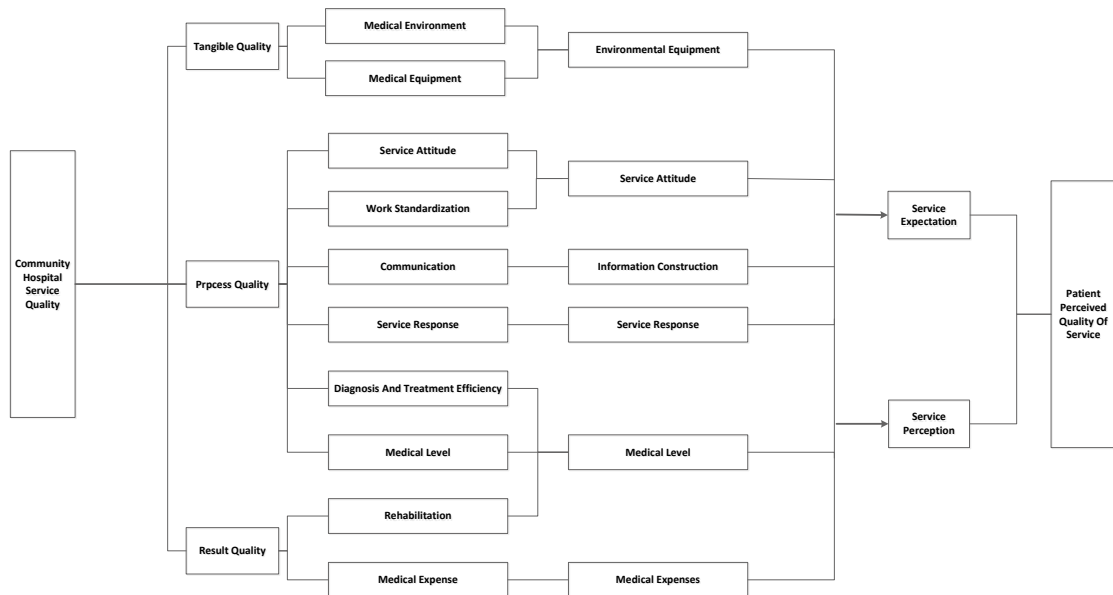 Community
Hospital
Service
Quality
Tangible Quality
Prpcess Quality
Result Quality
Medical Environment
Medical Equipment
Service Attitude
Work Standardization
Communication
Service Response
Diagnosis And Treatment Efficiency
Medical Level
Rehabilitation
Medical Expense
Environmental Equipment
Service Attitude
Information Construction
Service Response
Medical Level
Medical Expenses
Service
Expectation
Service
Perception
Patient
Perceived
Quality Of
Service